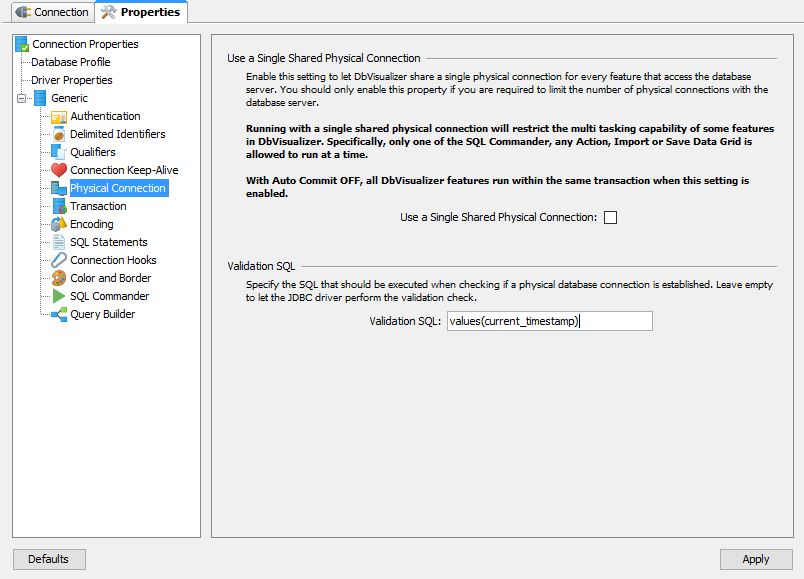 Connection
Properties
Connection Properties
Database Profile
Driver Properties
Generic
Authentication
Delimited Identifiers
Qualifiers
Connection Keep-Alive
Physical Connection
Transaction
Encoding
SQL Statements
Connection Hooks
Color and Border
SQL Commander
Query Builder
Use a Single Shared Physical Connection
Enable this setting to let DbVisualizer share a single physical connection for every feature that access the database
server. You should only enable this property if you are required to limit the number of physical connections with the
database server.
Running with a single shared physical connection will restrict the multi tasking capability of some features
in DbVisualizer. Specifically, only one of the SQL Commander, any Action, Import or Save Data Grid is
allowed to run at a time.
With Auto Commit OFF, all DbVisualizer features run within the same transaction when this setting is
enabled.
Use a Single Shared Physical Connection:
Validation SQL
Specify the SQL that should be executed when checking if a physical database connection is established. Leave empty
to let the JDBC driver perform the validation check.
Validation SQL: values(current_timestamp)
Defaults
Apply